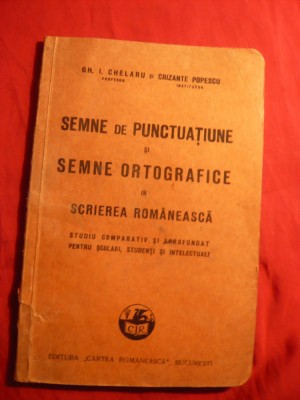 GH. I. CHELARU și CRIZANTE POPESCU
PROFESOR INSTITUTOR
SEMNE DE PUNCTUAȚIUNE
și
SEMNE ORTOGRAFICE
în
SCRIEREA ROMÂNEASCĂ
STUDIU COMPARATIV ȘI APROFUNDAT
PENTRU ȘCOLARI, STUDENȚI ȘI INTELECTUALI
CR
EDITURA „CARTEA ROMÂNEASCĂ”, BUCUREȘTI